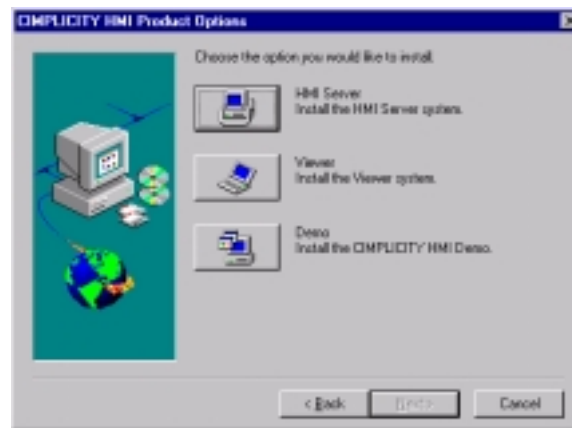 CIMPLICITY HMI Product Options
Choose the option you would like to install.
HMI Server
Install the HMI Server system.
Viewer
Install the Viewer system.
Demo
Install the CIMPLICITY HMI Demo.
< Back
Next >
Cancel